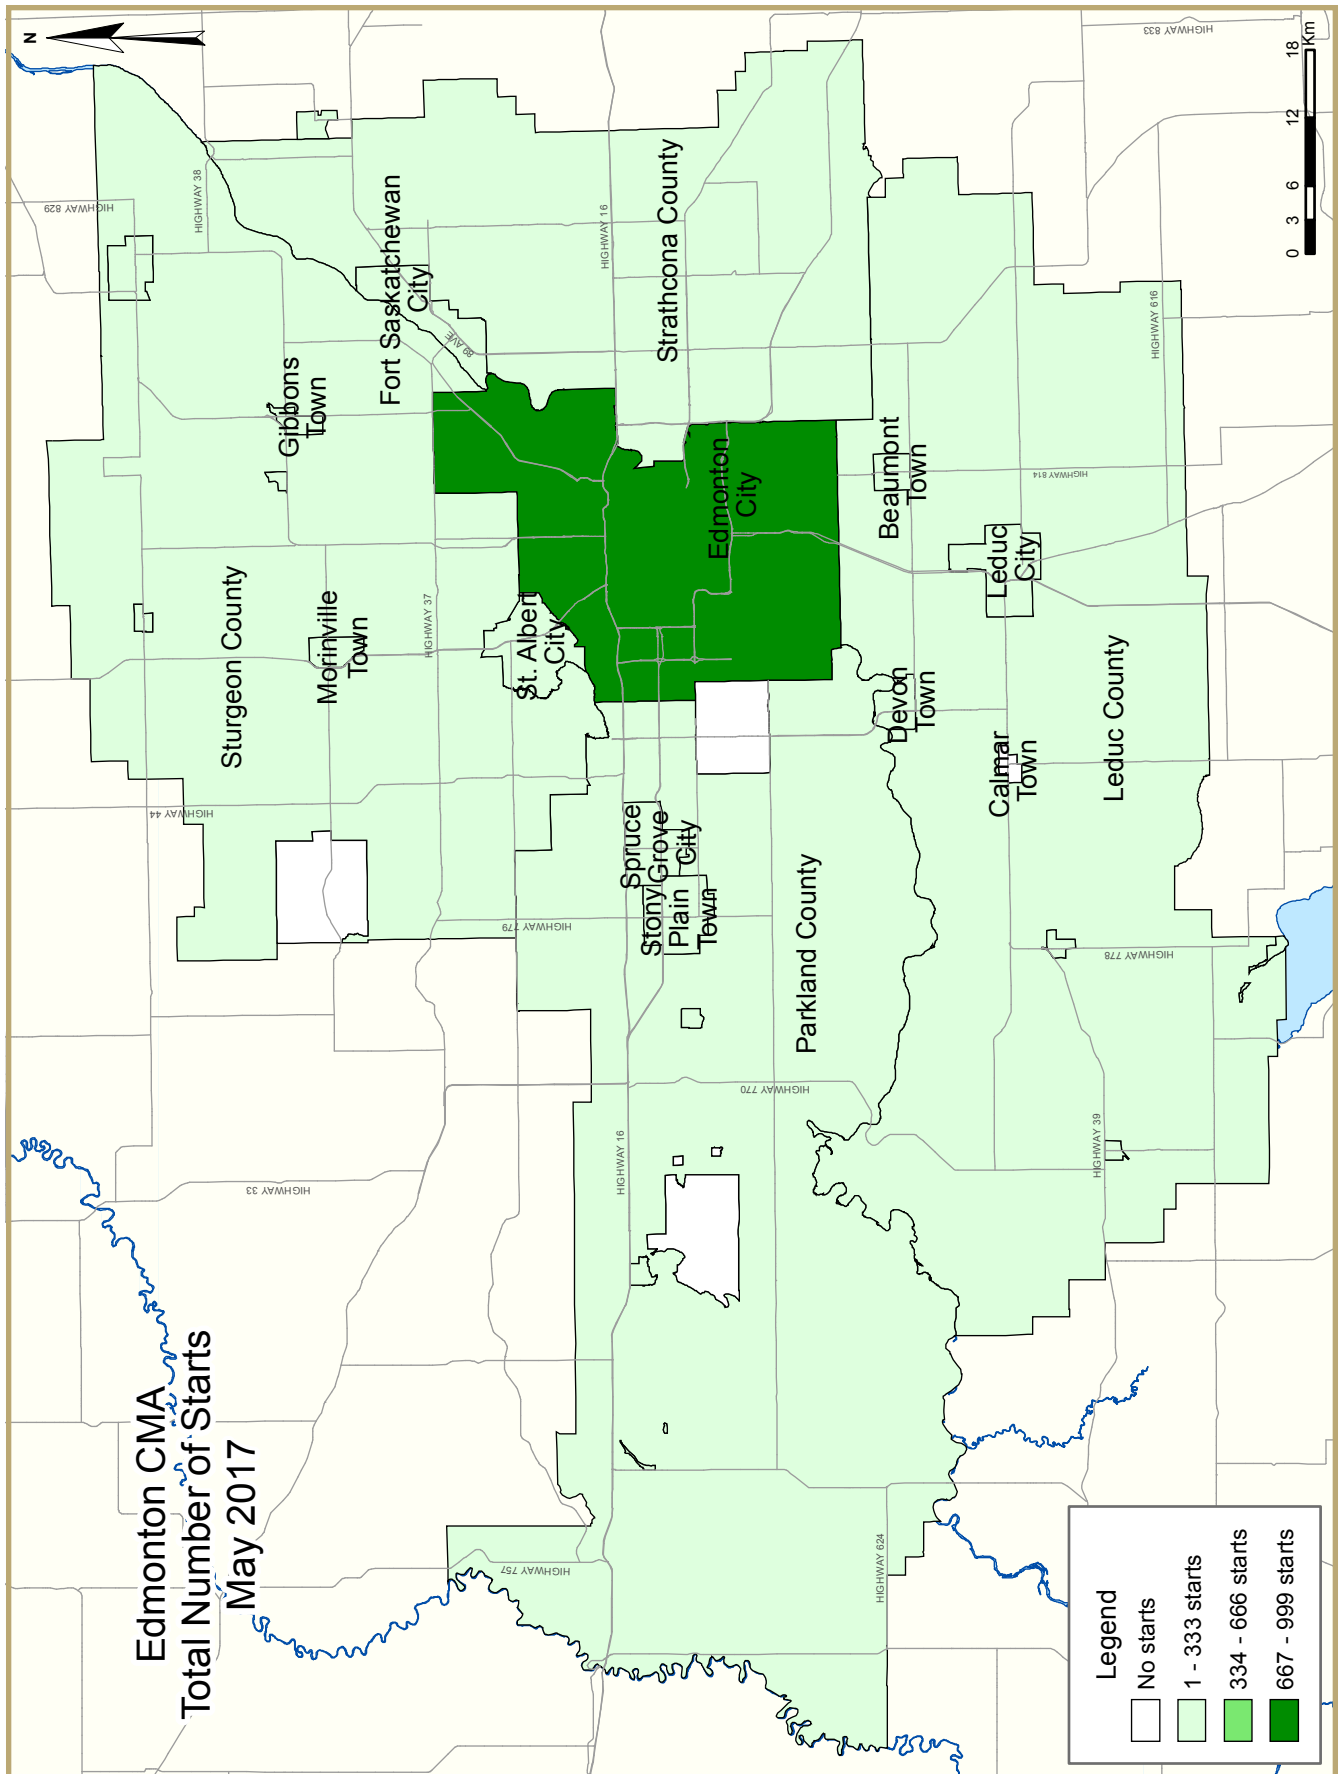 Edmonton CMA
Total Number of Starts
May 2017
N
HIGHWAY 829
HIGHWAY 38
HIGHWAY 833
Fort Saskatchewan
City
HIGHWAY 16
Strathcona County
89 AVE
Gibbons
Town
HIGHWAY 616
Edmonton
City
Beaumont
Town
HIGHWAY 814
Sturgeon County
Morinville
Town
HIGHWAY 37
St. Albert
City
Leduc
City
Devon
Town
Calmar
Town
Leduc County
HIGHWAY 44
Spruce
Grove
City
Stony
Plain
Town
Parkland County
HIGHWAY 779
HIGHWAY 778
HIGHWAY 770
HIGHWAY 16
HIGHWAY 39
HIGHWAY 33
HIGHWAY 757
HIGHWAY 624
Legend
No starts
1 - 333 starts
334 - 666 starts
667 - 999 starts
0 3 6 12 18
Km